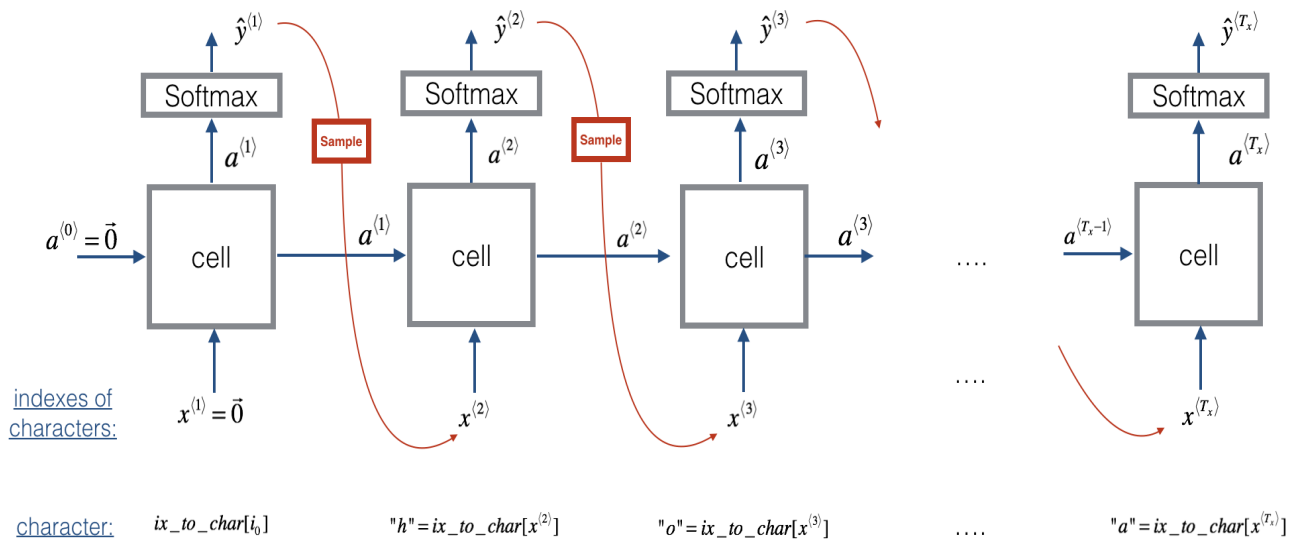 ŷ⟨1⟩ ŷ⟨2⟩ ŷ⟨3⟩ ŷ⟨Tx⟩
Softmax Softmax Softmax Softmax
Sample Sample
a⟨1⟩ a⟨2⟩ a⟨3⟩ a⟨Tx⟩
a⟨0⟩ = 0⃗ cell a⟨1⟩ cell a⟨2⟩ cell a⟨3⟩ .... a⟨Tx−1⟩ cell
....
indexes of
characters:
x⟨1⟩ = 0⃗ x⟨2⟩ x⟨3⟩ x⟨Tx⟩
character: ix_to_char[i0] "h" = ix_to_char[x⟨2⟩] "o" = ix_to_char[x⟨3⟩] .... "a" = ix_to_char[x⟨Tx⟩]